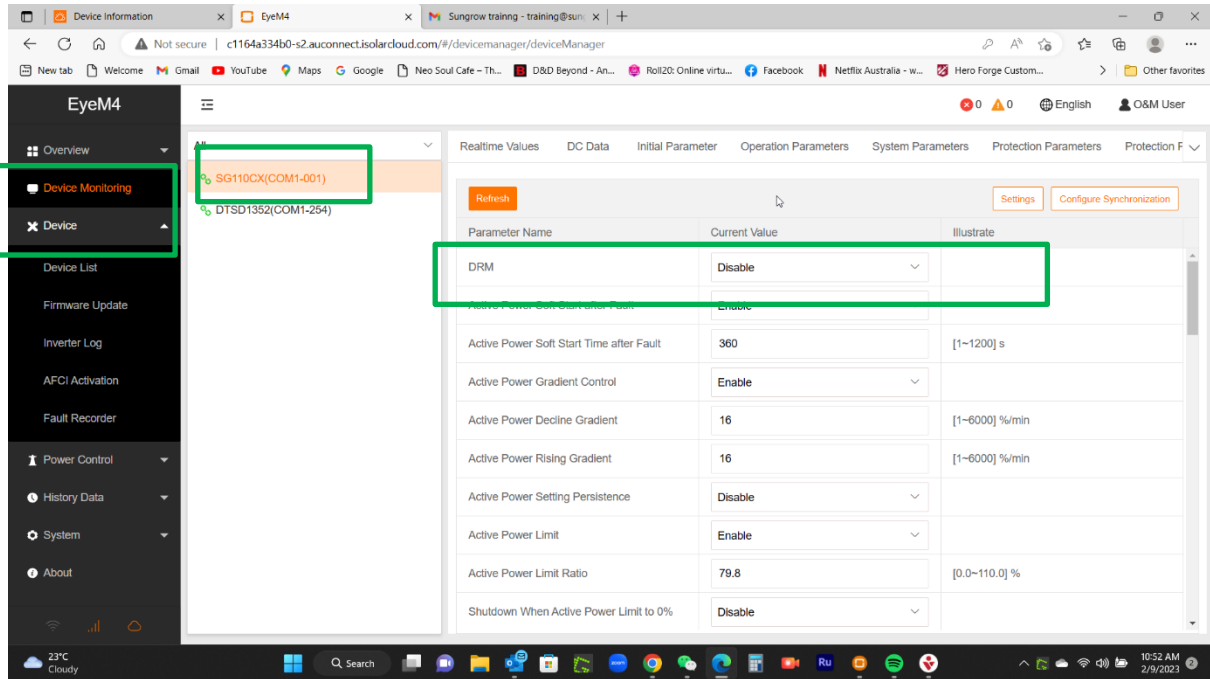 Device Information
EyeM4
Sungrow trainng - training@sung
Not secure
c1164a334b0-s2.auconnect.isolarcloud.com/#/devicemanager/deviceManager
New tab
Welcome
Gmail
YouTube
Maps
Google
Neo Soul Cafe – Th...
D&D Beyond - An...
Roll20: Online virtu...
Facebook
Netflix Australia - w...
Hero Forge Custom...
Other favorites
EyeM4
0
0
English
O&M User
Overview
Device Monitoring
Device
Device List
Firmware Update
Inverter Log
AFCI Activation
Fault Recorder
Power Control
History Data
System
About
All
SG110CX(COM1-001)
DTSD1352(COM1-254)
Realtime Values DC Data Initial Parameter Operation Parameters System Parameters Protection Parameters Protection P
Refresh
Settings
Configure Synchronization
Parameter Name Current Value Illustrate
DRM Disable
Active Power Soft Start after Fault Enable
Active Power Soft Start Time after Fault 360 [1~1200] s
Active Power Gradient Control Enable
Active Power Decline Gradient 16 [1~6000] %/min
Active Power Rising Gradient 16 [1~6000] %/min
Active Power Setting Persistence Disable
Active Power Limit Enable
Active Power Limit Ratio 79.8 [0.0~110.0] %
Shutdown When Active Power Limit to 0% Disable
23°C
Cloudy
Search
zoom
Ru
10:52 AM
2/9/2023
2